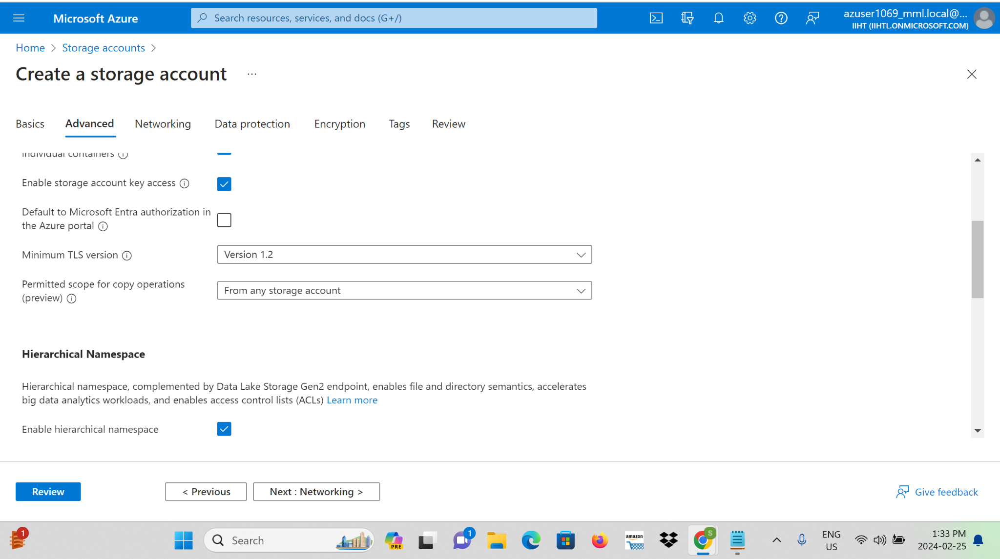 Microsoft Azure
Search resources, services, and docs (G+/)
azuser1069_mml.local@...
IIHT (IIHTL.ONMICROSOFT.COM)
Home > Storage accounts >
Create a storage account ...
Basics Advanced Networking Data protection Encryption Tags Review
individual containers
Enable storage account key access
Default to Microsoft Entra authorization in
the Azure portal
Minimum TLS version
Version 1.2
Permitted scope for copy operations
(preview)
From any storage account
Hierarchical Namespace
Hierarchical namespace, complemented by Data Lake Storage Gen2 endpoint, enables file and directory semantics, accelerates
big data analytics workloads, and enables access control lists (ACLs) Learn more
Enable hierarchical namespace
Review
< Previous
Next : Networking >
Give feedback
1
Search
PRE
1
amazon
S
ENG
US
1:33 PM
2024-02-25